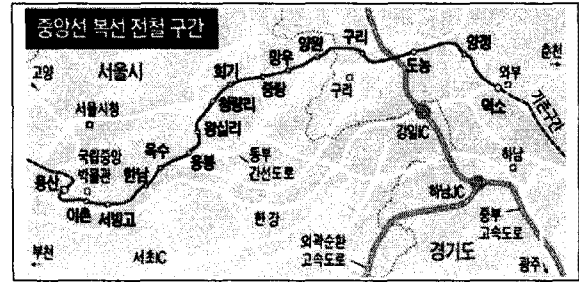 중앙선 복선 전철 구간
고양
서울시
서울시청
국립중앙
박물관
용산
이촌
서빙고
한남
옥수
응봉
왕십리
청량리
회기
중랑
망우
양원
구리
구리
도농
양정
덕소
와부
춘천
기존구간
강일IC
하남
하남JC
동부
간선도로
한강
서초IC
부천
외곽순환
고속도로
경기도
중부
고속도로
광주